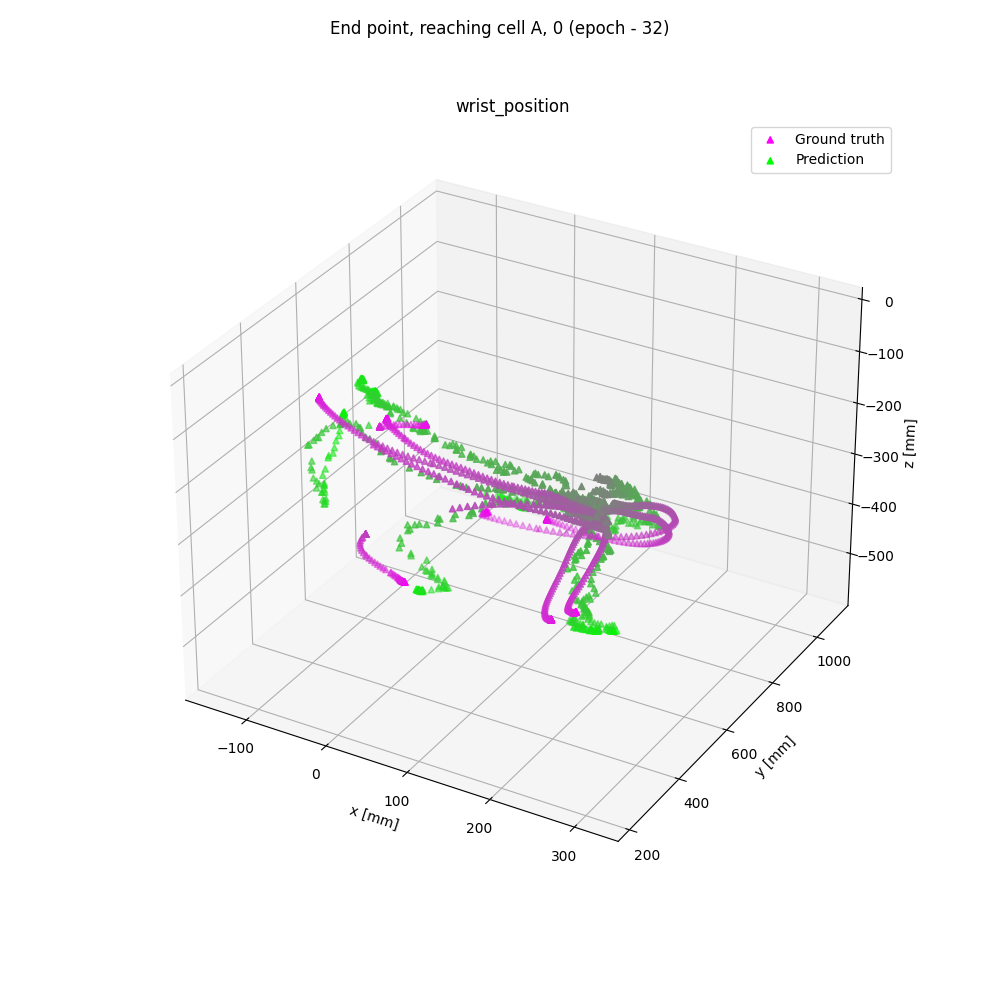 End point, reaching cell A, 0 (epoch - 32)
wrist_position
Ground truth
Prediction
0
−100
−200
−300
−400
−500
z [mm]
−100
0
100
200
300
x [mm]
200
400
600
800
1000
y [mm]